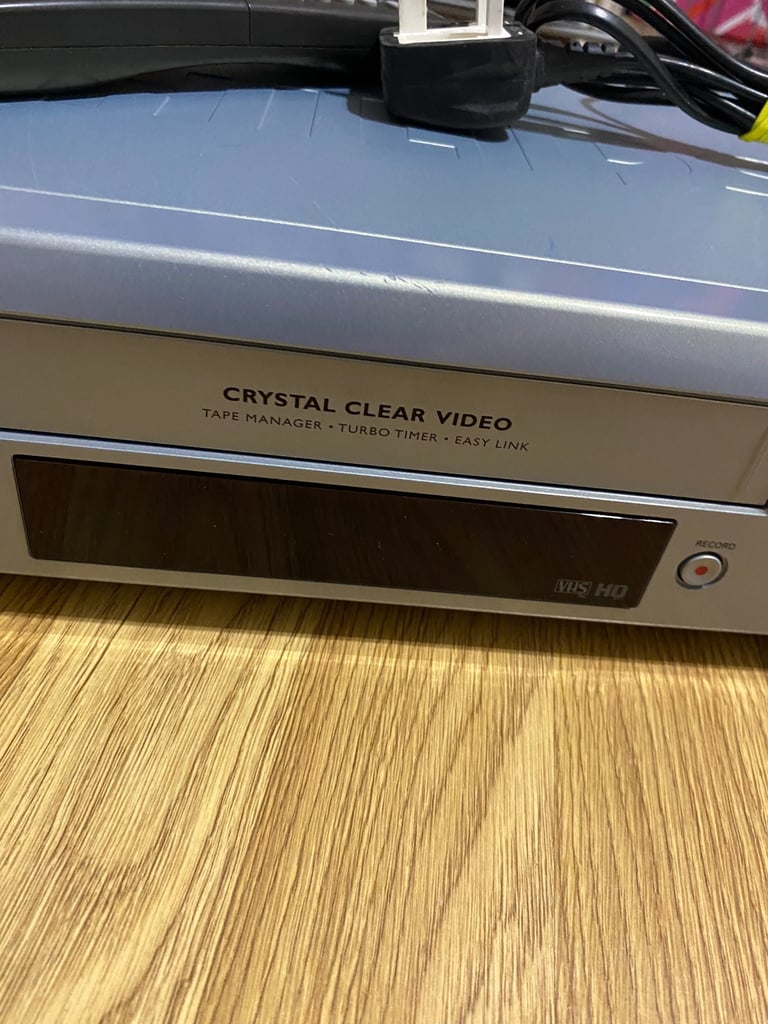 CRYSTAL CLEAR VIDEO
TAPE MANAGER • TURBO TIMER • EASY LINK
RECORD
VHS HQ